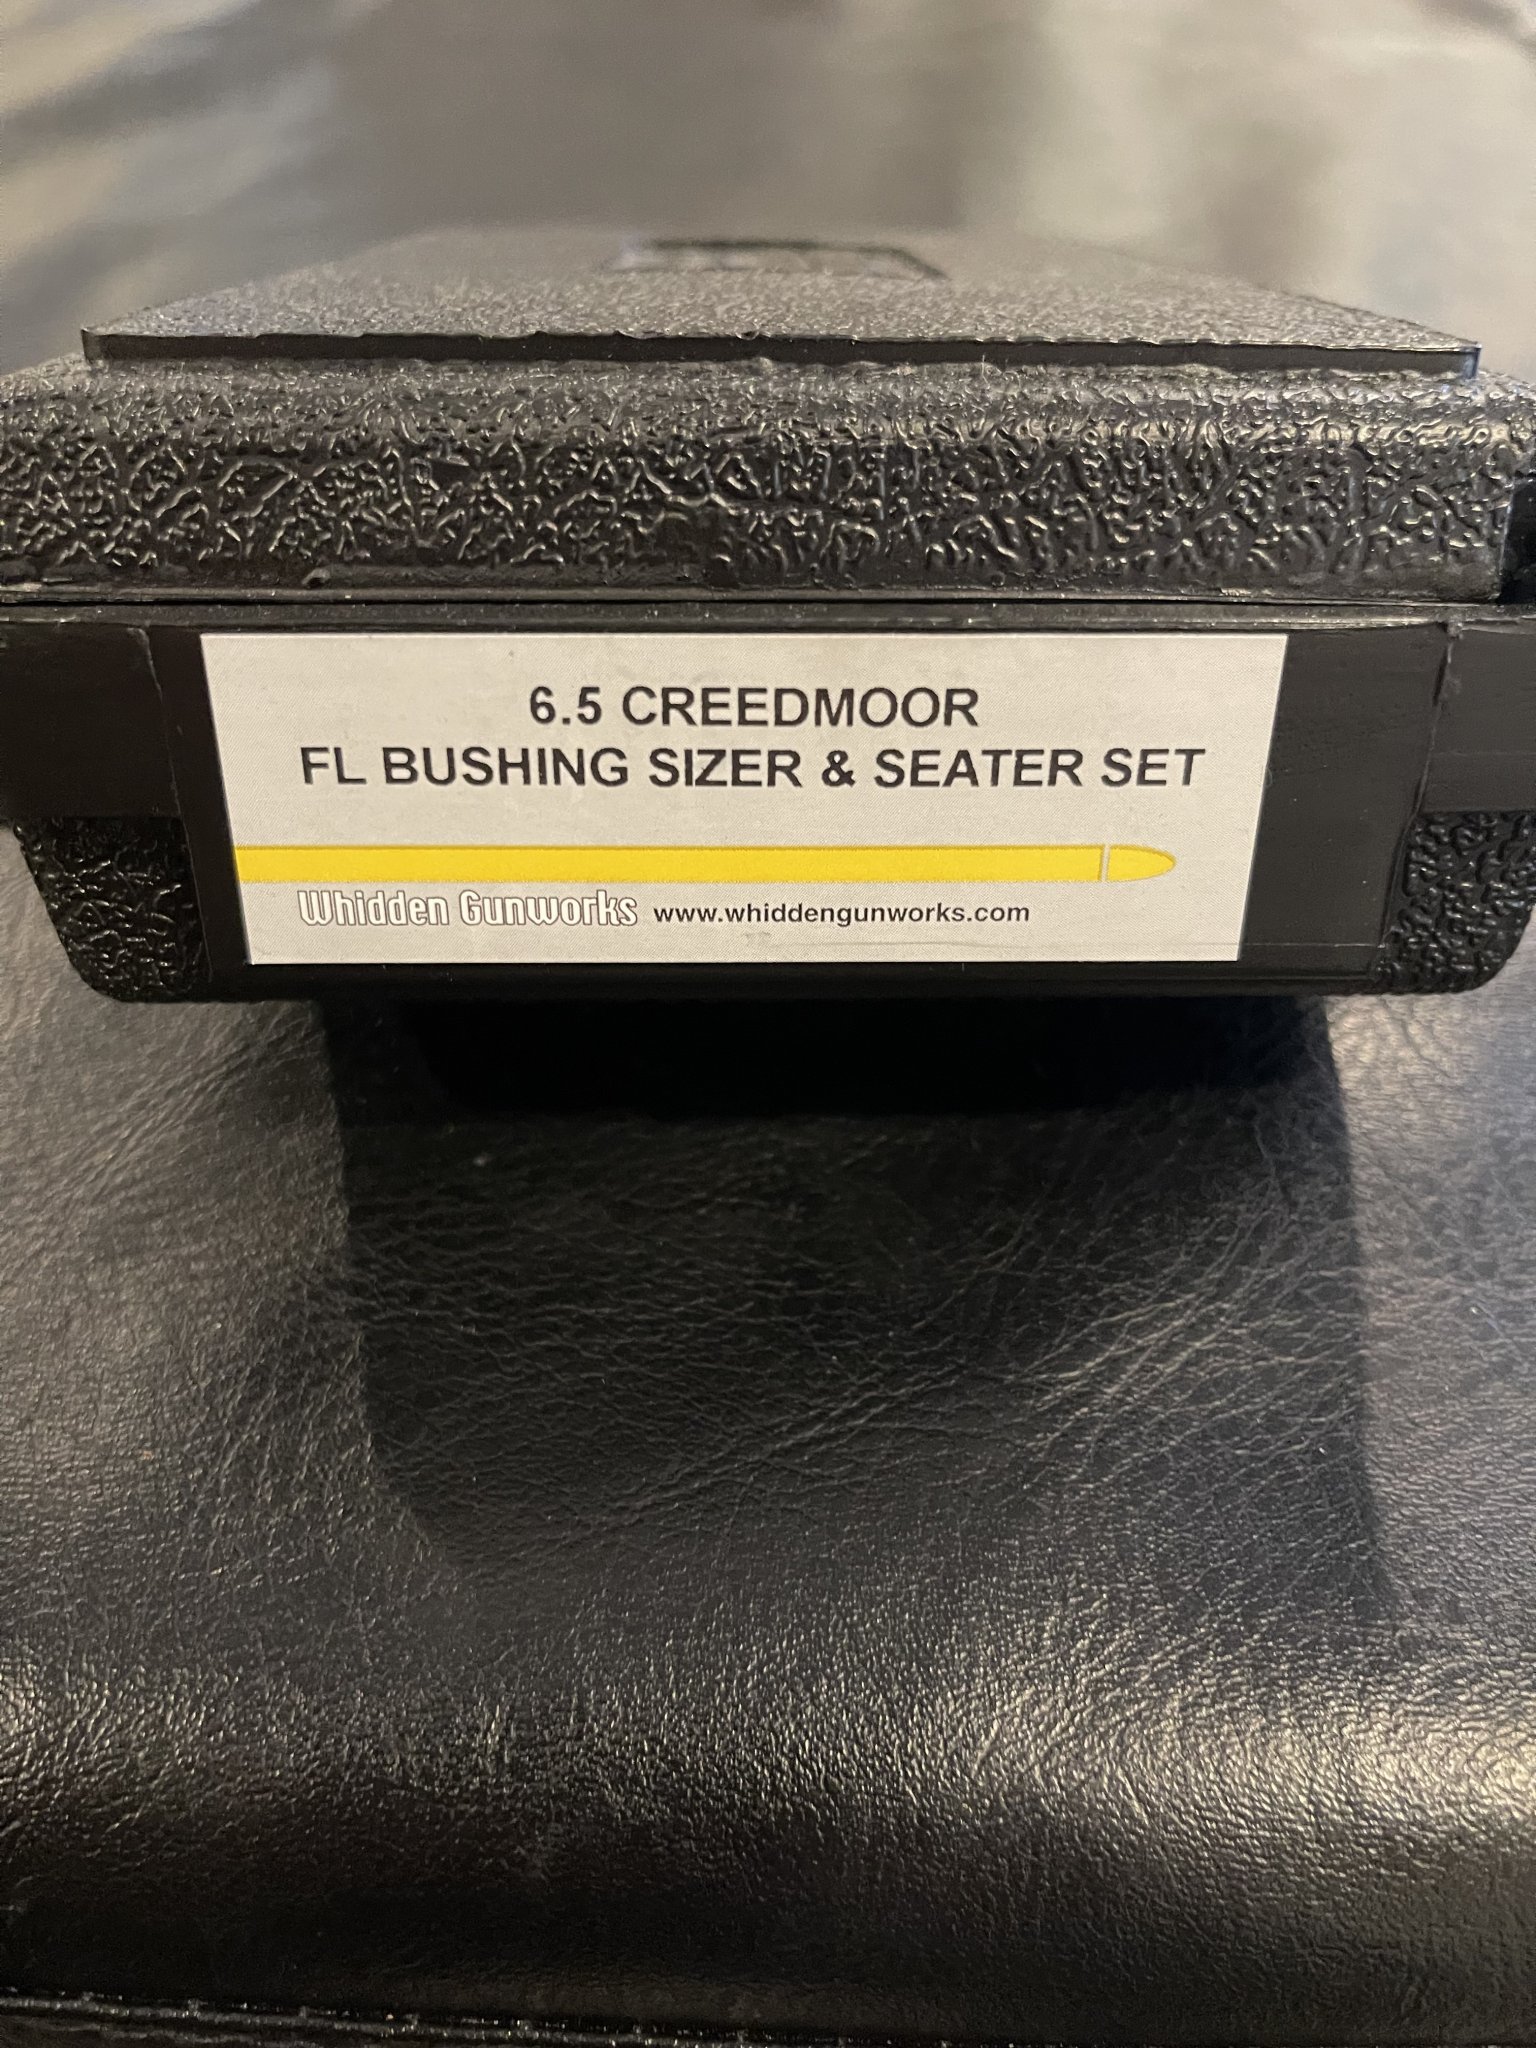 6.5 CREEDMOOR
FL BUSHING SIZER & SEATER SET
Whidden Gunworks www.whiddengunworks.com